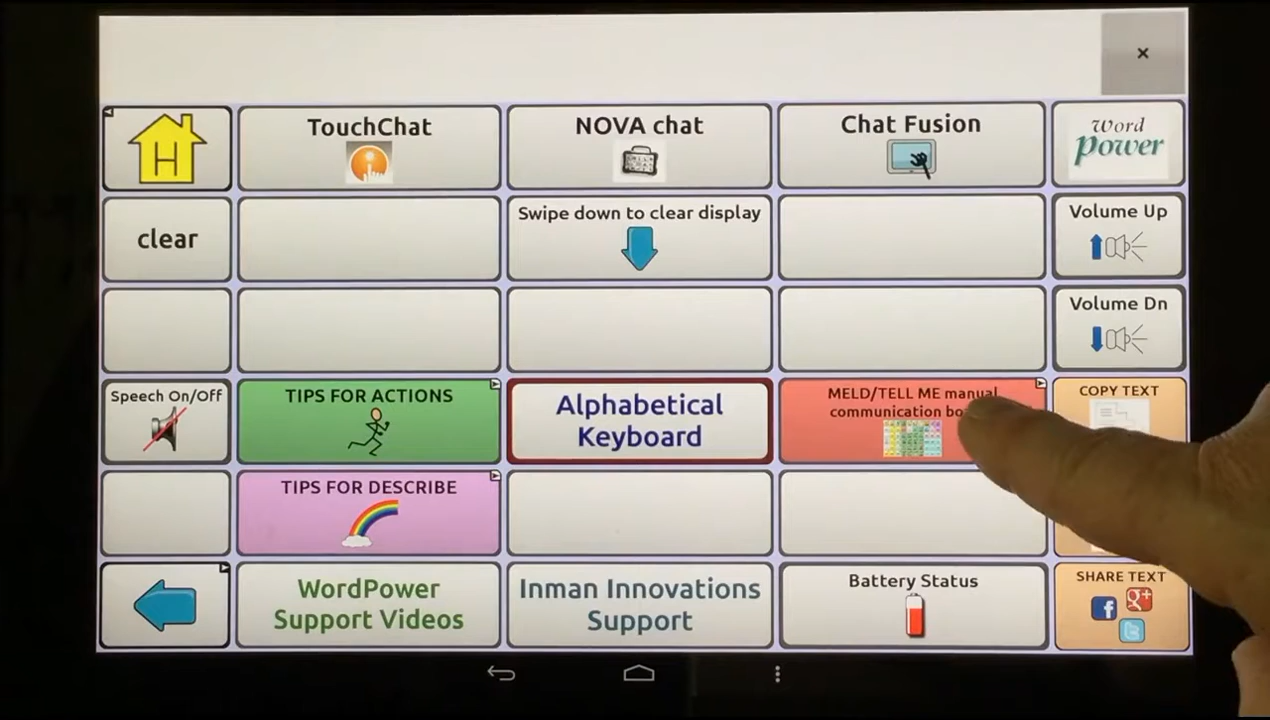 ×
TouchChat
NOVA chat
Chat Fusion
Word
Power
H
clear
Swipe down to clear display
Volume Up
Volume Dn
Speech On/Off
TIPS FOR ACTIONS
Alphabetical
Keyboard
MELD/TELL ME manual
communication
COPY TEXT
TIPS FOR DESCRIBE
WordPower
Support Videos
Inman Innovations
Support
Battery Status
SHARE TEXT
f
g+